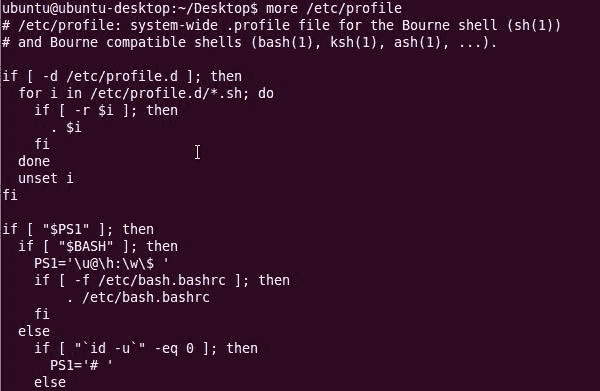 ubuntu@ubuntu-desktop:~/Desktop$ more /etc/profile
# /etc/profile: system-wide .profile file for the Bourne shell (sh(1))
# and Bourne compatible shells (bash(1), ksh(1), ash(1), ...).

if [ -d /etc/profile.d ]; then
  for i in /etc/profile.d/*.sh; do
    if [ -r $i ]; then
      . $i
    fi
  done
  unset i
fi

if [ "$PS1" ]; then
  if [ "$BASH" ]; then
    PS1='\u@\h:\w\$ '
    if [ -f /etc/bash.bashrc ]; then
        . /etc/bash.bashrc
    fi
  else
    if [ "`id -u`" -eq 0 ]; then
      PS1='# '
    else